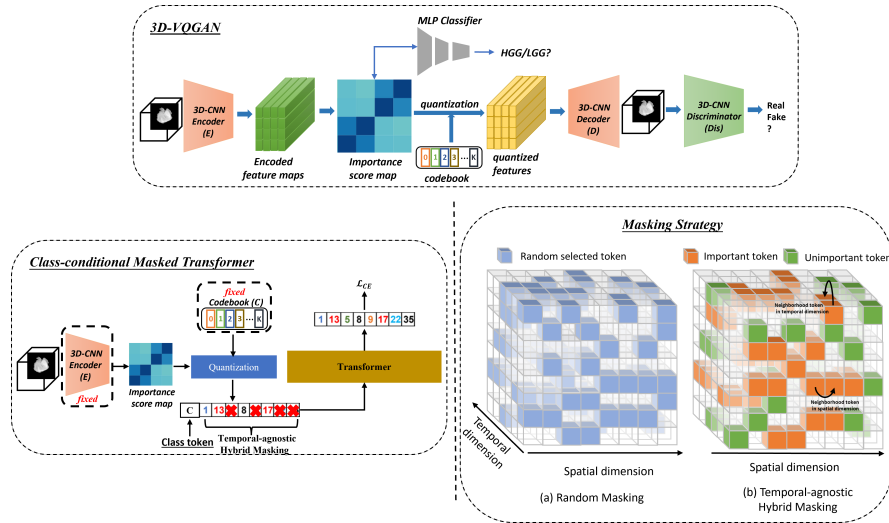 3D-VQGAN
MLP Classifier
HGG/LGG?
3D-CNN
Encoder
(E)
Encoded
feature maps
Importance
score map
quantization
0 1 2 3 ... K
codebook
quantized
features
3D-CNN
Decoder
(D)
3D-CNN
Discriminator
(Dis)
Real
Fake
?
Class-conditional Masked Transformer
fixed
Codebook (C)
0 1 2 3 ... K
3D-CNN
Encoder
(E)
fixed
Importance
score map
Quantization
C 1 13 8 17
Class token
Temporal-agnostic
Hybrid Masking
ℒCE
1 13 5 8 9 17 22 35
Transformer
Masking Strategy
Random selected token
Important token
Unimportant token
Neighborhood token
in temporal dimension
Neighborhood token
in spatial dimension
Temporal
dimension
Spatial dimension
Spatial dimension
(a) Random Masking
(b) Temporal-agnostic
Hybrid Masking